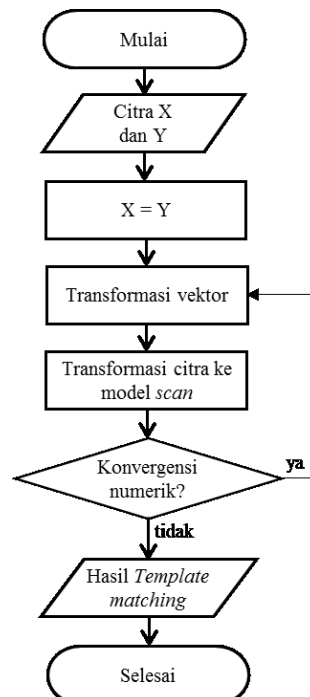 Mulai
Citra X
dan Y
X = Y
Transformasi vektor
Transformasi citra ke
model scan
Konvergensi
numerik?
ya
tidak
Hasil Template
matching
Selesai